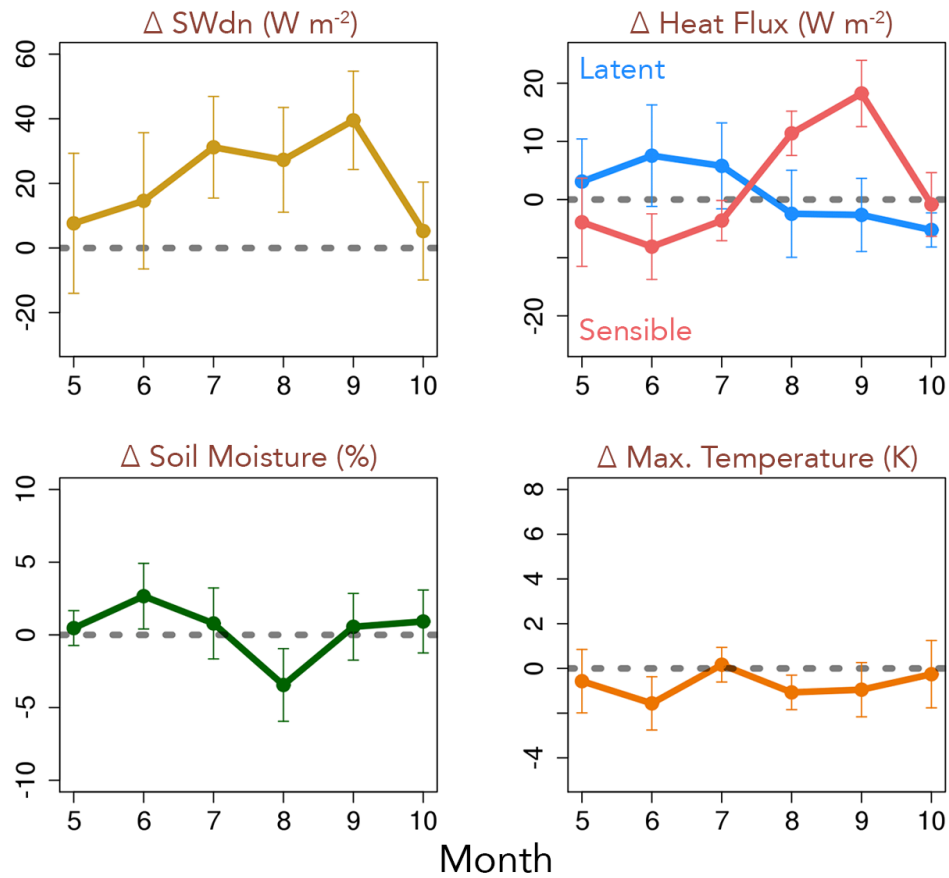 Δ SWdn (W m-2)
60
40
20
0
-20
5 6 7 8 9 10
Δ Heat Flux (W m-2)
Latent
20
10
0
-20
Sensible
5 6 7 8 9 10
Δ Soil Moisture (%)
10
5
0
-5
-10
5 6 7 8 9 10
Δ Max. Temperature (K)
8
6
4
2
0
-4
5 6 7 8 9 10
Month